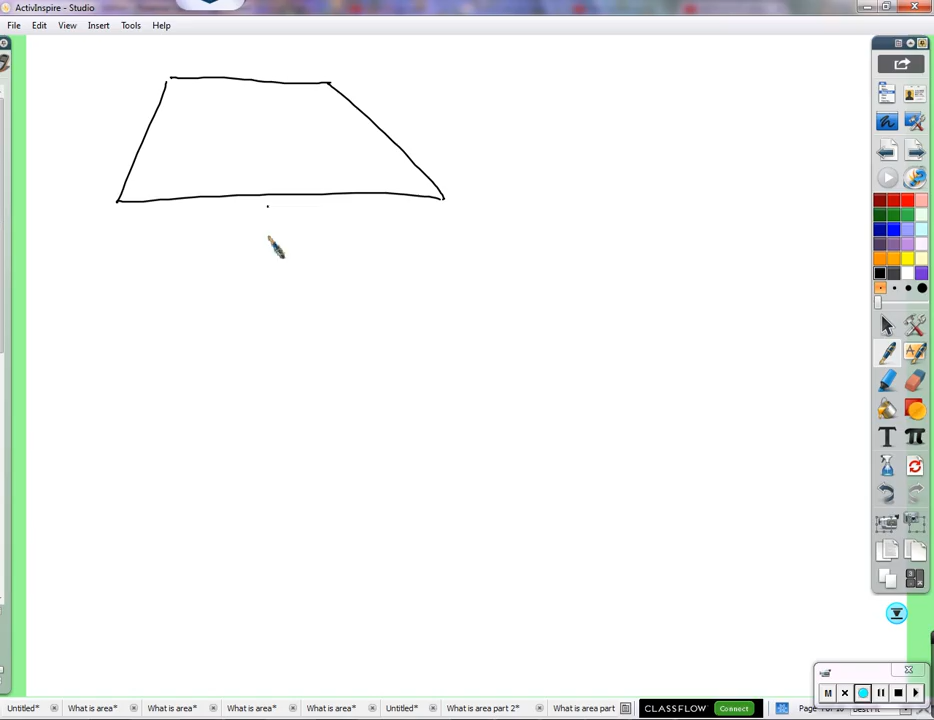 ActivInspire - Studio
File Edit View Insert Tools Help
Untitled* What is area* What is area* What is area* What is area* Untitled* What is area part 2* What is area part CLASSFLOW Connect
M